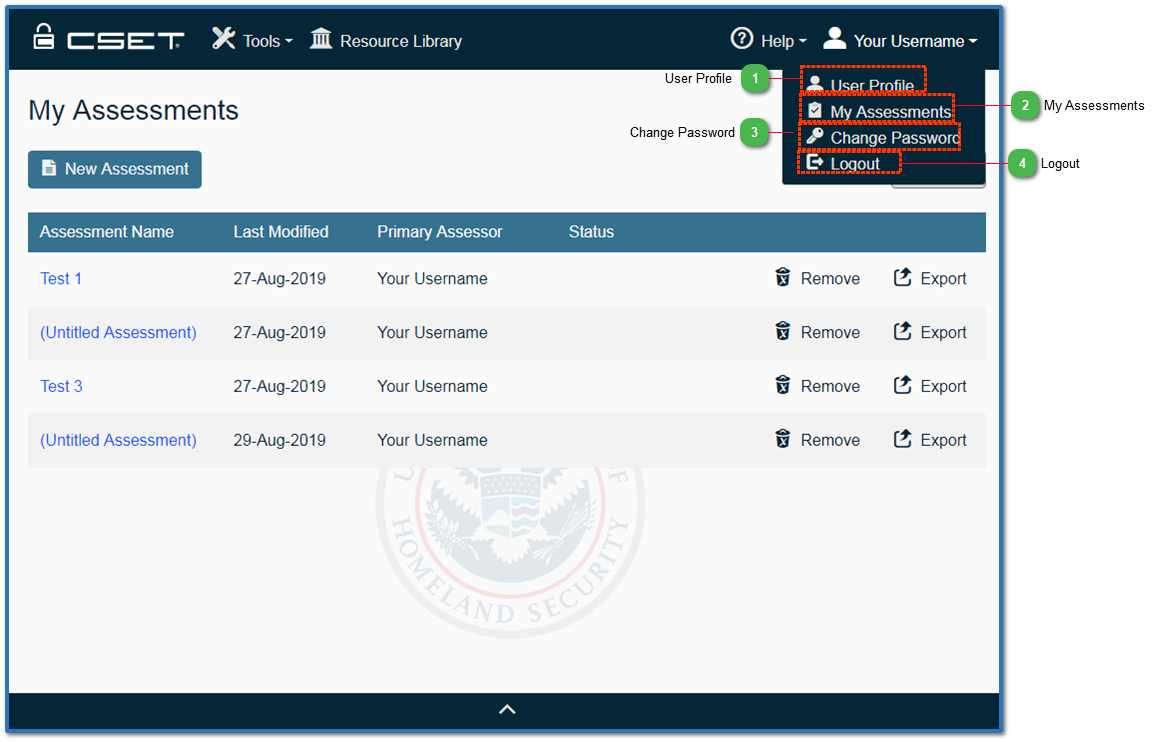 CSET
Tools
Resource Library
Help
Your Username
User Profile
1
User Profile
My Assessments
2
My Assessments
Change Password
3
Change Password
Logout
4
Logout
My Assessments
New Assessment
Assessment Name Last Modified Primary Assessor Status
Test 1 27-Aug-2019 Your Username Remove Export
(Untitled Assessment) 27-Aug-2019 Your Username Remove Export
Test 3 27-Aug-2019 Your Username Remove Export
(Untitled Assessment) 29-Aug-2019 Your Username Remove Export
HOMELAND SECURITY